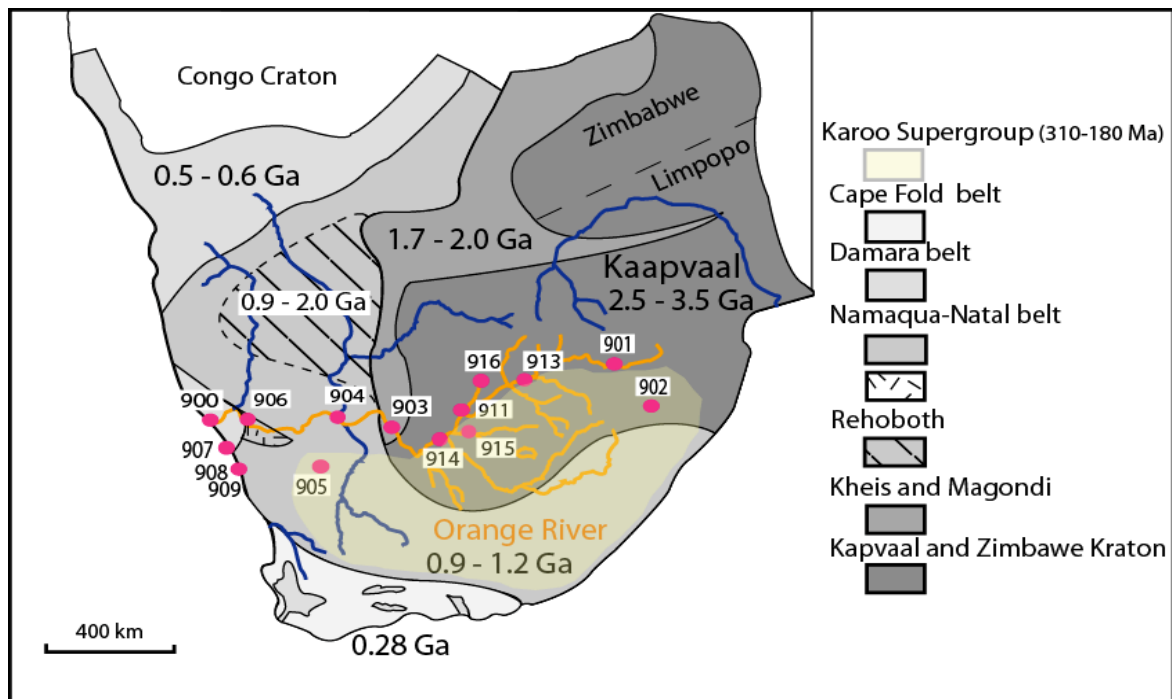 Congo Craton
Zimbabwe
Limpopo
0.5 - 0.6 Ga
1.7 - 2.0 Ga
Kaapvaal
2.5 - 3.5 Ga
0.9 - 2.0 Ga
901
916
913
902
900
906
904
903
911
907
914
915
908
909
905
Orange River
0.9 - 1.2 Ga
0.28 Ga
400 km
Karoo Supergroup (310-180 Ma)
Cape Fold belt
Damara belt
Namaqua-Natal belt
Rehoboth
Kheis and Magondi
Kapvaal and Zimbawe Kraton